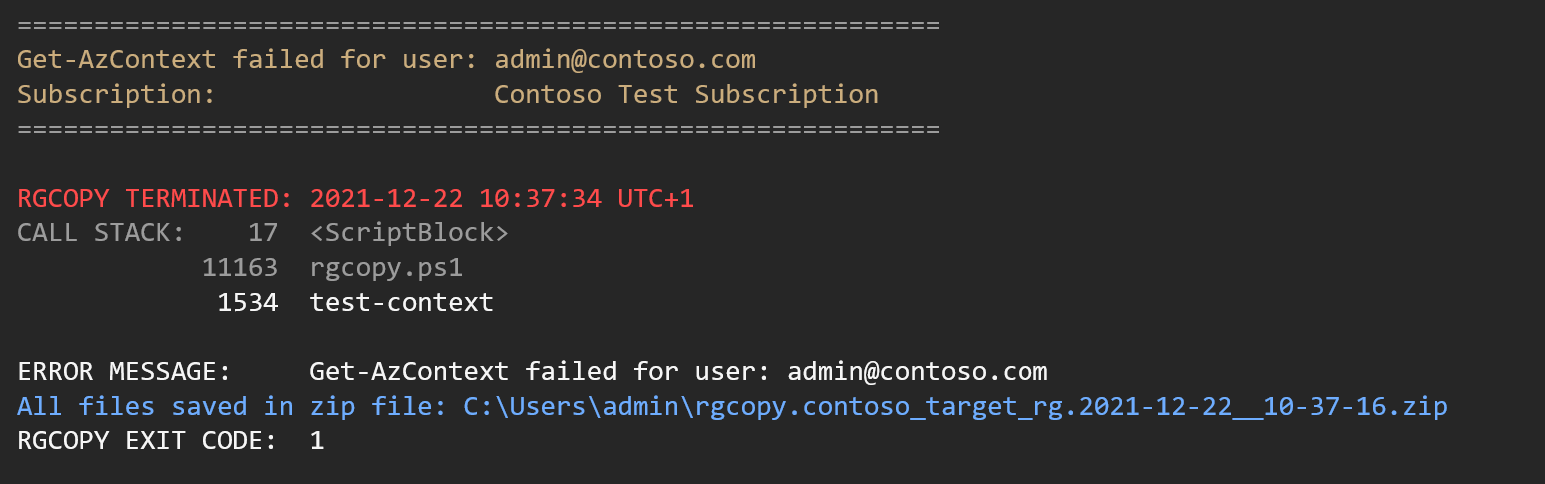 =============================================================
Get-AzContext failed for user: admin@contoso.com
Subscription:                  Contoso Test Subscription
=============================================================
RGCOPY TERMINATED: 2021-12-22 10:37:34 UTC+1
CALL STACK:    17  <ScriptBlock>
            11163  rgcopy.ps1
             1534  test-context
ERROR MESSAGE:     Get-AzContext failed for user: admin@contoso.com
All files saved in zip file: C:\Users\admin\rgcopy.contoso_target_rg.2021-12-22__10-37-16.zip
RGCOPY EXIT CODE:  1